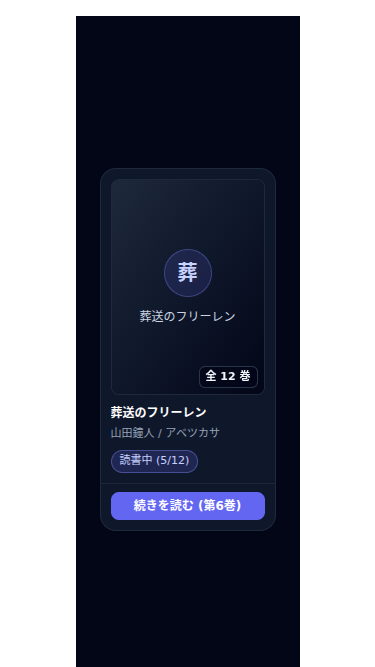 葬
葬送のフリーレン
全 12 巻
葬送のフリーレン
山田鐘人 / アベツカサ
読書中 (5/12)
続きを読む (第6巻)